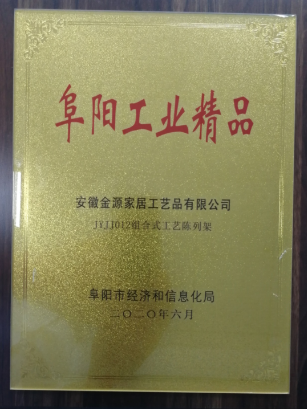 阜阳工业精品
安徽金源家居工艺品有限公司
JYJJ012组合式工艺陈列架
阜阳市经济和信息化局
二〇二〇年六月